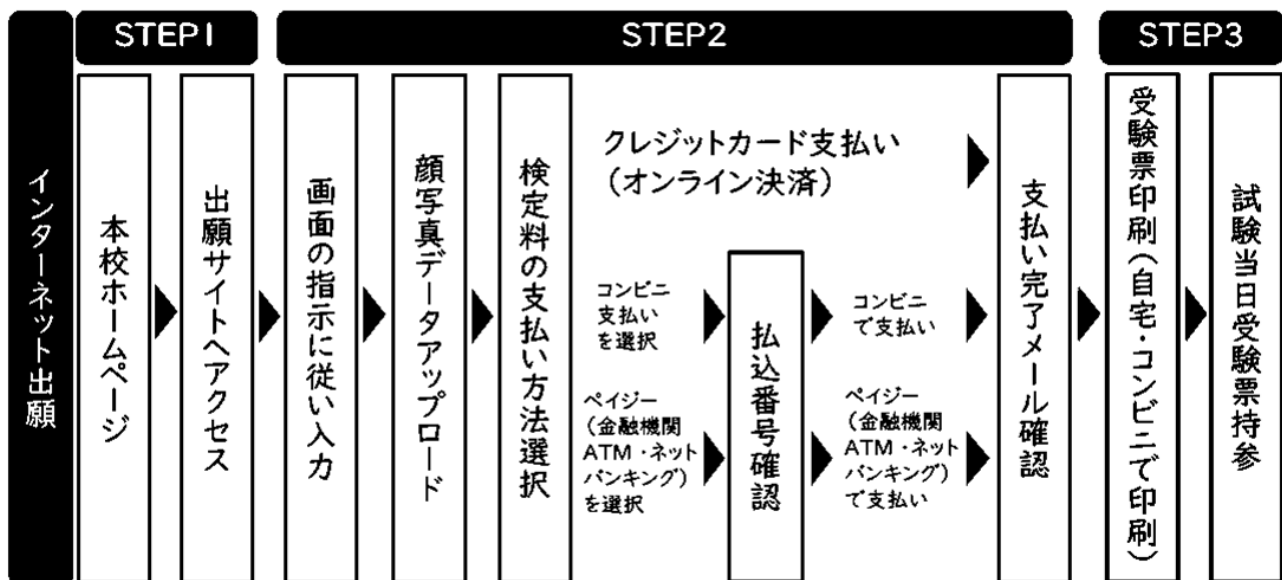 インターネット出願
STEP1
本校ホームページ
出願サイトへアクセス
STEP2
画面の指示に従い入力
顔写真データアップロード
検定料の支払い方法選択
クレジットカード支払い
(オンライン決済)
コンビニ
支払い
を選択
ペイジー
(金融機関
ATM・ネット
バンキング)
を選択
払込番号確認
コンビニ
で支払い
ペイジー
(金融機関
ATM・ネット
バンキング)
で支払い
支払い完了メール確認
STEP3
受験票印刷(自宅・コンビニで印刷)
試験当日受験票持参